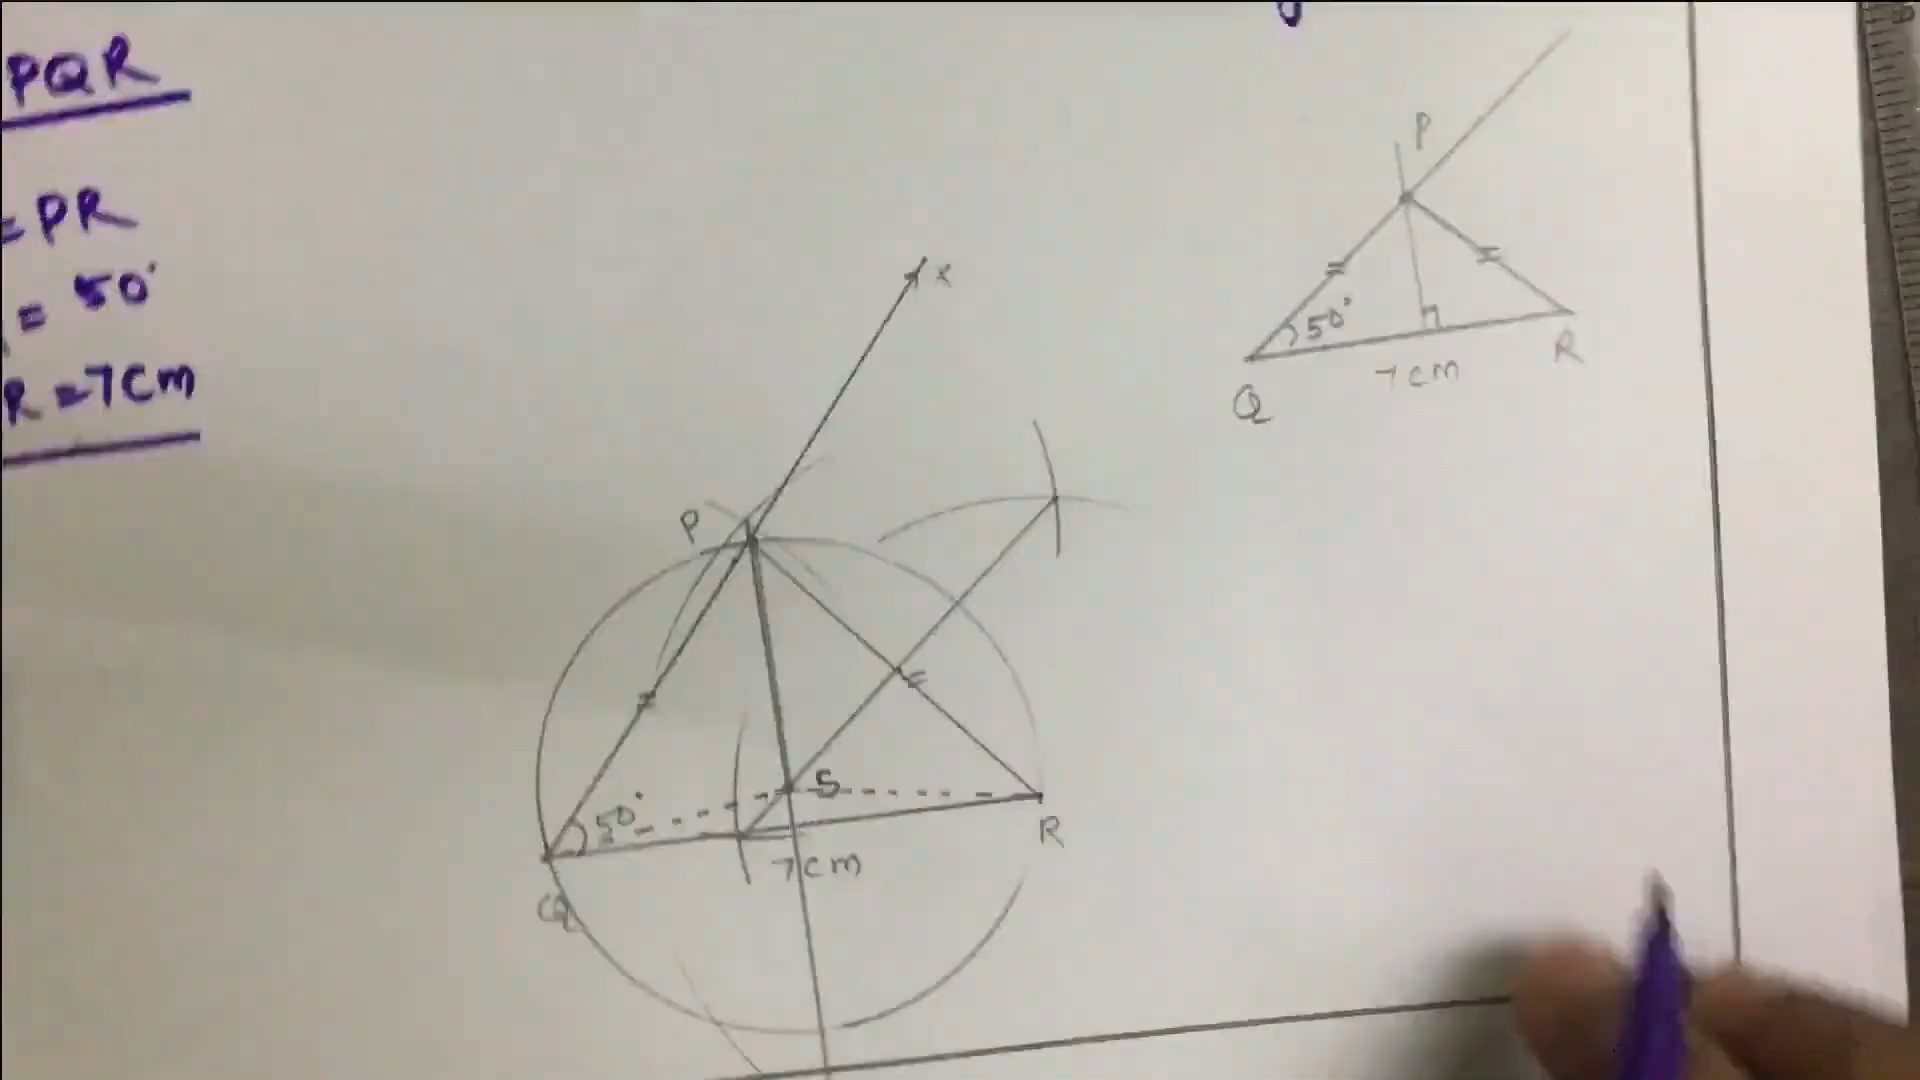 PQR
= PR
= 50°
R = 7cm
x
P
S
50°
7cm
R
Q
P
50°
R
7cm
Q